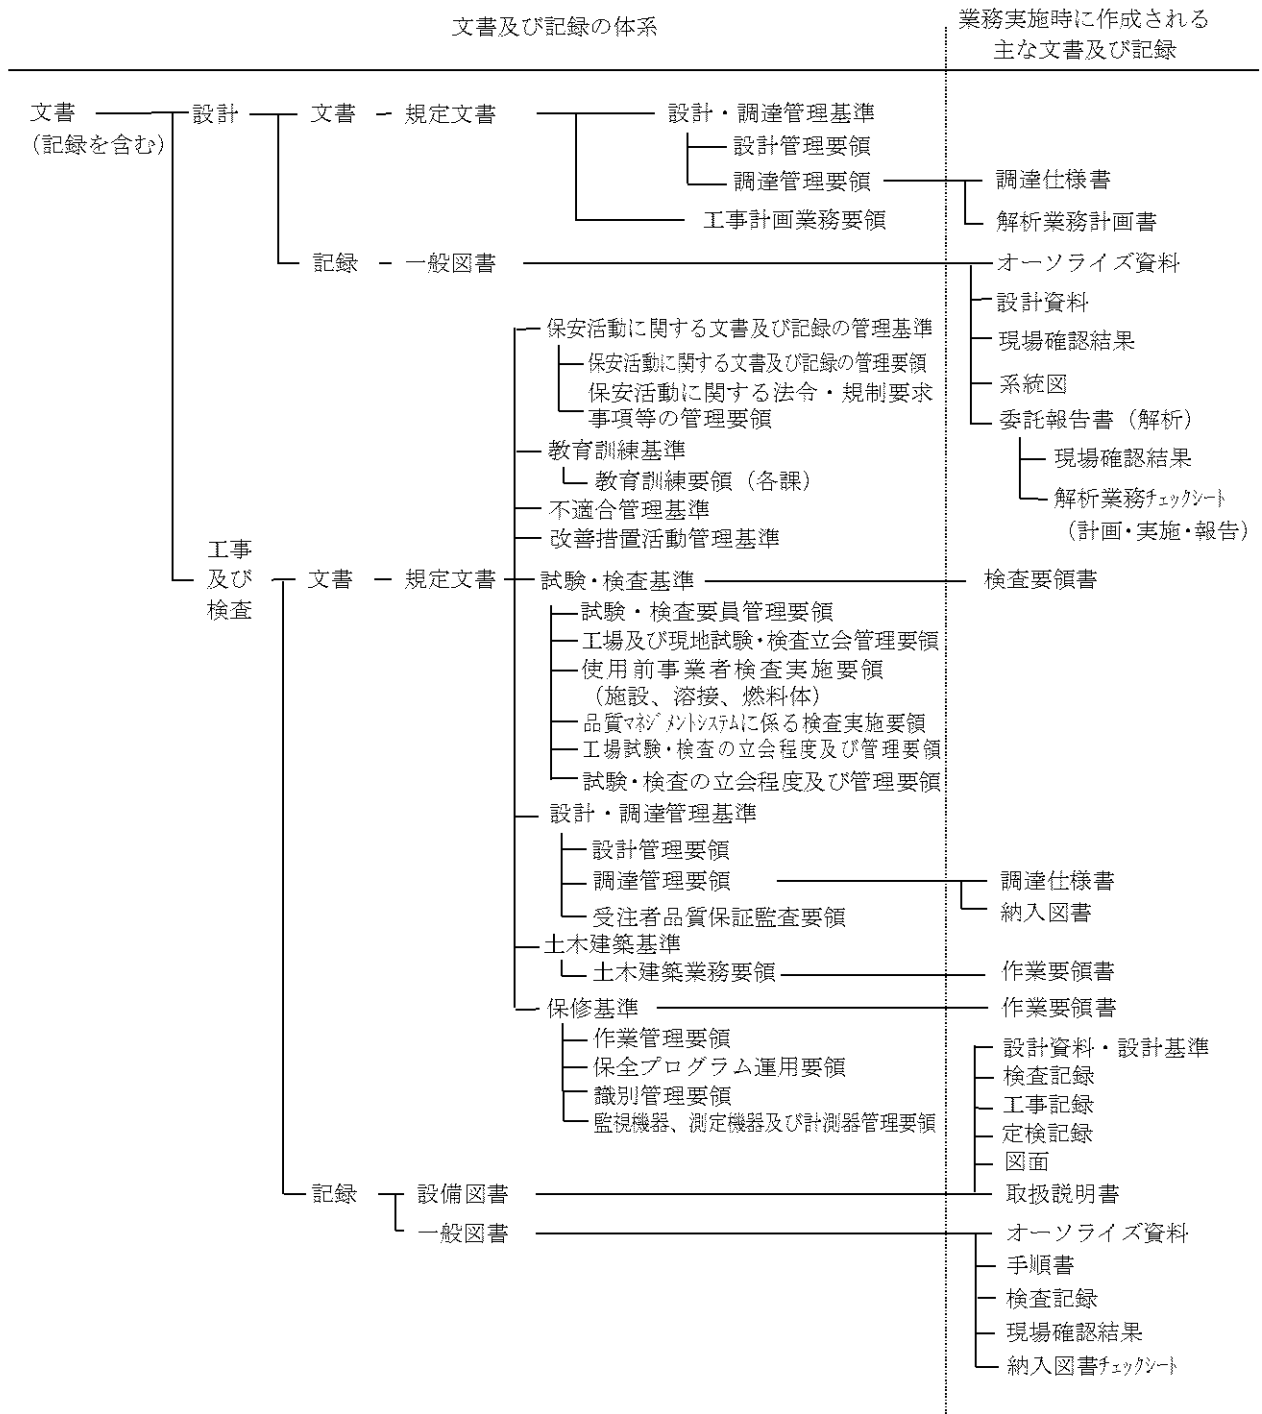 文書及び記録の体系
業務実施時に作成される
主な文書及び記録
文書
(記録を含む)
設計
文書
規定文書
設計・調達管理基準
設計管理要領
調達管理要領
調達仕様書
解析業務計画書
工事計画業務要領
記録
一般図書
オーソライズ資料
設計資料
現場確認結果
系統図
委託報告書（解析）
現場確認結果
解析業務ﾁｪｯｸｼｰﾄ
（計画・実施・報告）
保安活動に関する文書及び記録の管理基準
保安活動に関する文書及び記録の管理要領
保安活動に関する法令・規制要求
事項等の管理要領
教育訓練基準
教育訓練要領（各課）
不適合管理基準
改善措置活動管理基準
工事
及び
検査
文書
規定文書
試験・検査基準
検査要領書
試験・検査要員管理要領
工場及び現地試験・検査立会管理要領
使用前事業者検査実施要領
（施設、溶接、燃料体）
品質ﾏﾈｼﾞﾒﾝﾄｼｽﾃﾑに係る検査実施要領
工場試験・検査の立会程度及び管理要領
試験・検査の立会程度及び管理要領
設計・調達管理基準
設計管理要領
調達管理要領
調達仕様書
納入図書
受注者品質保証監査要領
土木建築基準
土木建築業務要領
作業要領書
保修基準
作業要領書
作業管理要領
保全プログラム運用要領
識別管理要領
監視機器、測定機器及び計測器管理要領
設計資料・設計基準
検査記録
工事記録
定検記録
図面
記録
設備図書
取扱説明書
一般図書
オーソライズ資料
手順書
検査記録
現場確認結果
納入図書ﾁｪｯｸｼｰﾄ